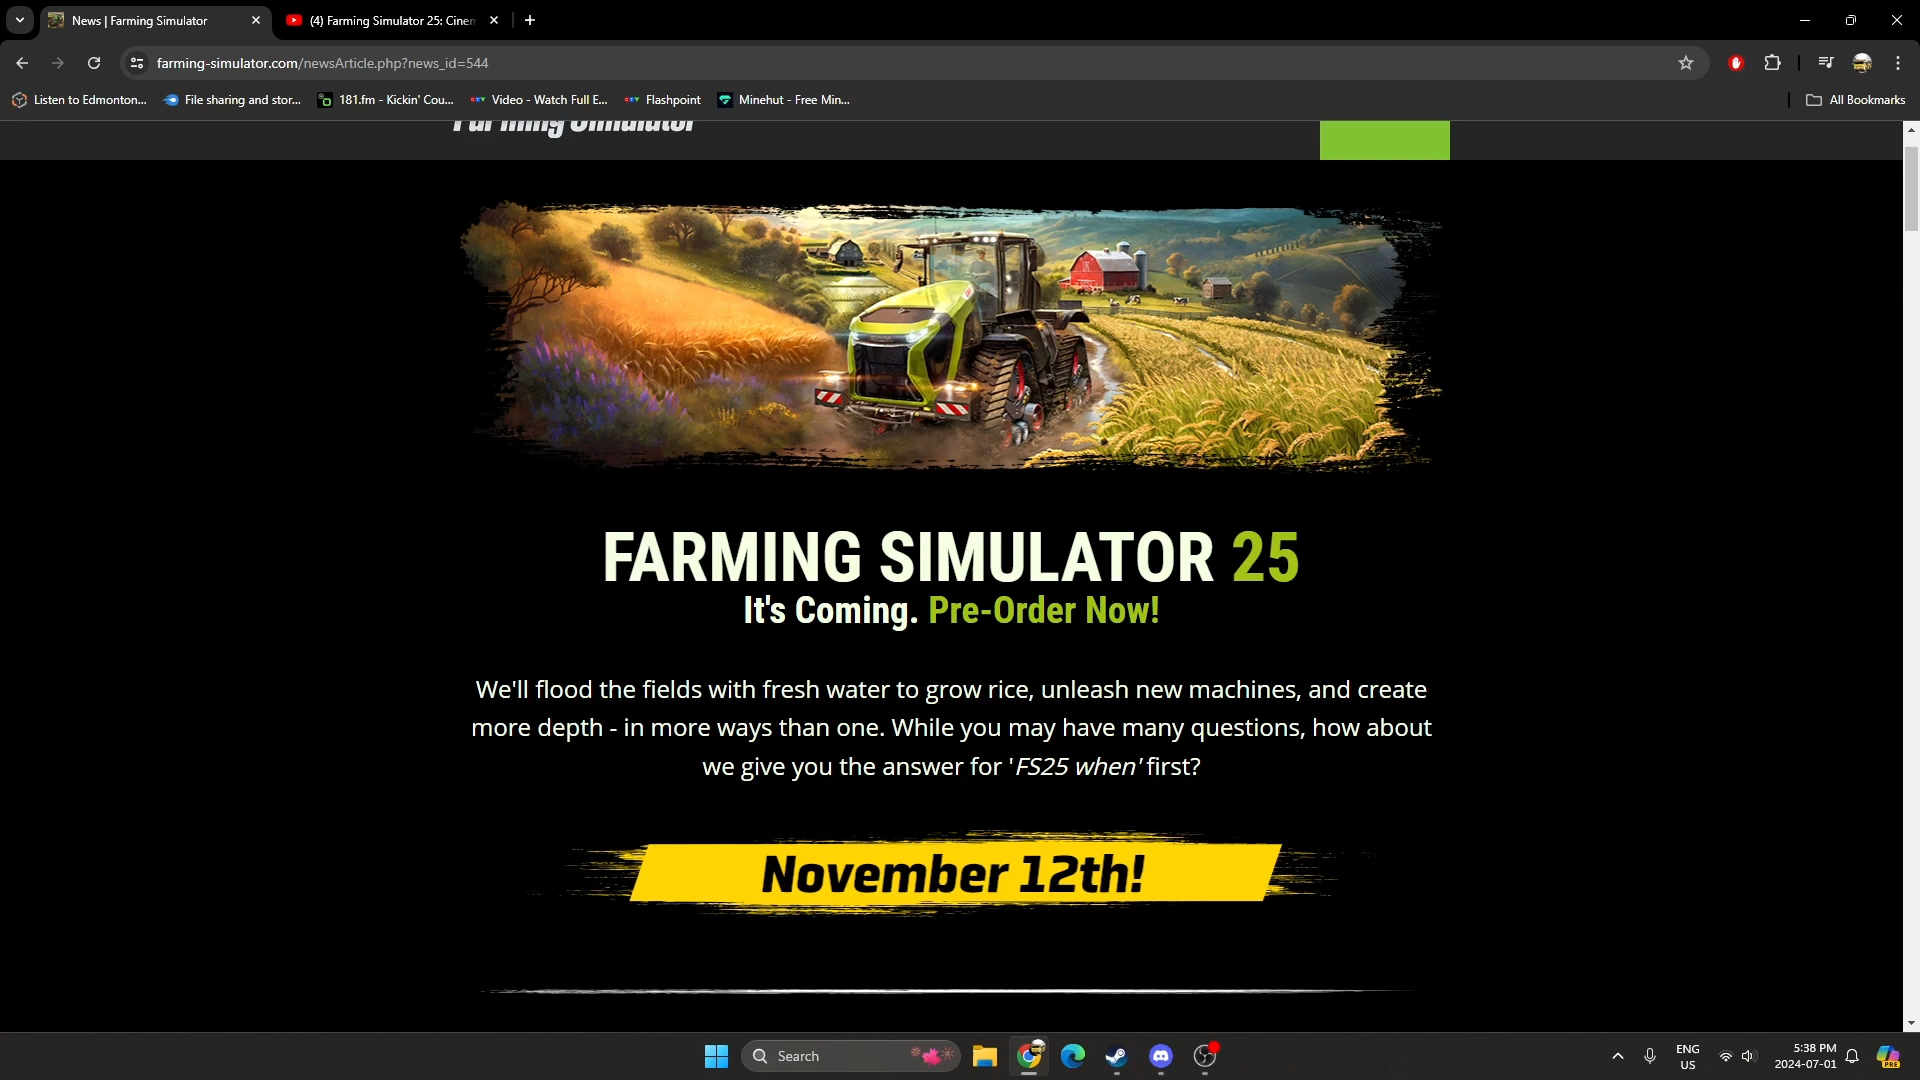 News | Farming Simulator
(4) Farming Simulator 25: Cinem
farming-simulator.com/newsArticle.php?news_id=544
Listen to Edmonton...
File sharing and stor...
181.fm - Kickin' Cou...
Video - Watch Full E...
Flashpoint
Minehut - Free Min...
All Bookmarks
Farming Simulator
FARMING SIMULATOR 25
It's Coming. Pre-Order Now!
We'll flood the fields with fresh water to grow rice, unleash new machines, and create
more depth - in more ways than one. While you may have many questions, how about
we give you the answer for 'FS25 when' first?
November 12th!
Search
ENG
US
5:38 PM
2024-07-01
PRE